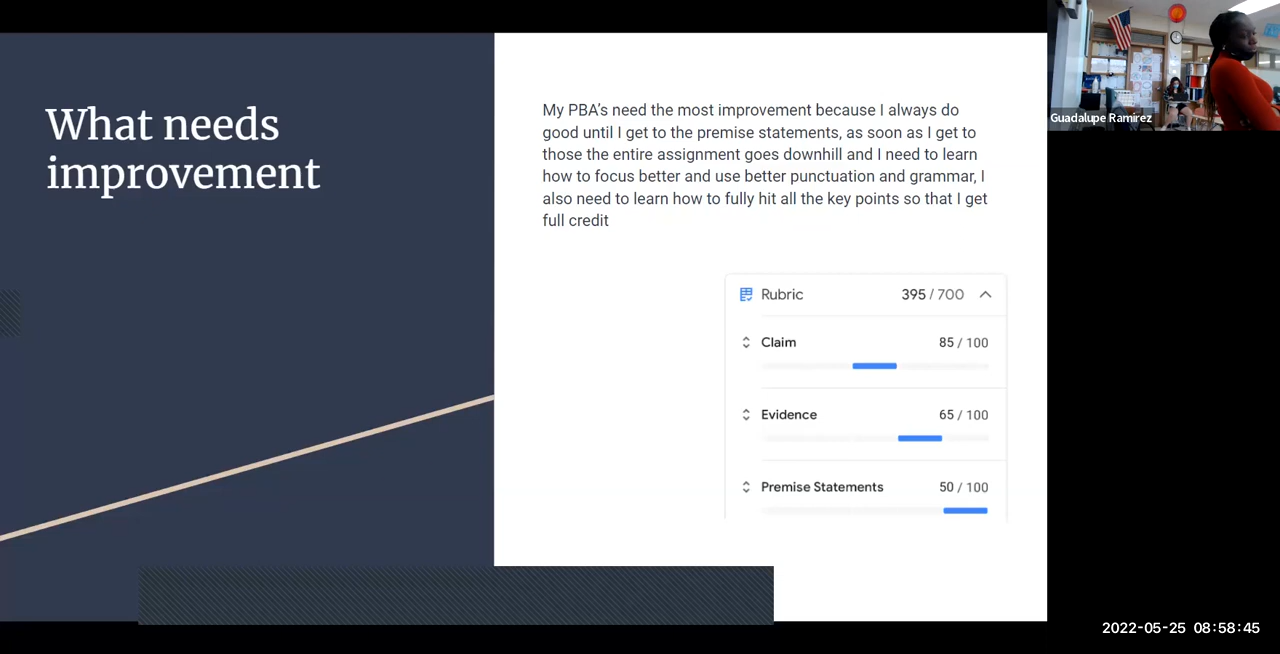 What needs
improvement
My PBA’s need the most improvement because I always do
good until I get to the premise statements, as soon as I get to
those the entire assignment goes downhill and I need to learn
how to focus better and use better punctuation and grammar, I
also need to learn how to fully hit all the key points so that I get
full credit
Rubric 395 / 700
Claim 85 / 100
Evidence 65 / 100
Premise Statements 50 / 100
Guadalupe Ramirez
2022-05-25 08:58:45